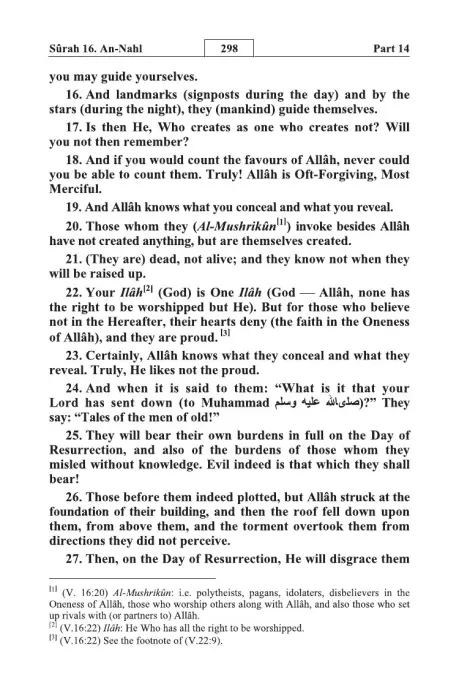 Sûrah 16. An-Nahl 298 Part 14
you may guide yourselves.
16. And landmarks (signposts during the day) and by the
stars (during the night), they (mankind) guide themselves.
17. Is then He, Who creates as one who creates not? Will
you not then remember?
18. And if you would count the favours of Allâh, never could
you be able to count them. Truly! Allâh is Oft-Forgiving, Most
Merciful.
19. And Allâh knows what you conceal and what you reveal.
20. Those whom they (Al-Mushrikûn[1]) invoke besides Allâh
have not created anything, but are themselves created.
21. (They are) dead, not alive; and they know not when they
will be raised up.
22. Your Ilâh[2] (God) is One Ilâh (God — Allâh, none has
the right to be worshipped but He). But for those who believe
not in the Hereafter, their hearts deny (the faith in the Oneness
of Allâh), and they are proud. [3]
23. Certainly, Allâh knows what they conceal and what they
reveal. Truly, He likes not the proud.
24. And when it is said to them: “What is it that your
Lord has sent down (to Muhammad صلى الله عليه وسلم)?” They
say: “Tales of the men of old!”
25. They will bear their own burdens in full on the Day of
Resurrection, and also of the burdens of those whom they
misled without knowledge. Evil indeed is that which they shall
bear!
26. Those before them indeed plotted, but Allâh struck at the
foundation of their building, and then the roof fell down upon
them, from above them, and the torment overtook them from
directions they did not perceive.
27. Then, on the Day of Resurrection, He will disgrace them
[1] (V. 16:20) Al-Mushrikûn: i.e. polytheists, pagans, idolaters, disbelievers in the
Oneness of Allâh, those who worship others along with Allâh, and also those who set
up rivals with (or partners to) Allâh.
[2] (V.16:22) Ilâh: He Who has all the right to be worshipped.
[3] (V.16:22) See the footnote of (V.22:9).